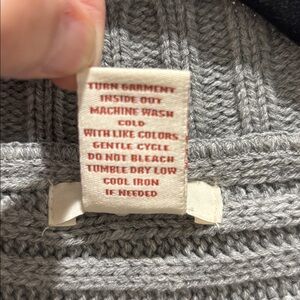 TURN GARMENT
INSIDE OUT
MACHINE WASH
COLD
WITH LIKE COLORS
GENTLE CYCLE
DO NOT BLEACH
TUMBLE DRY LOW
COOL IRON
IF NEEDED